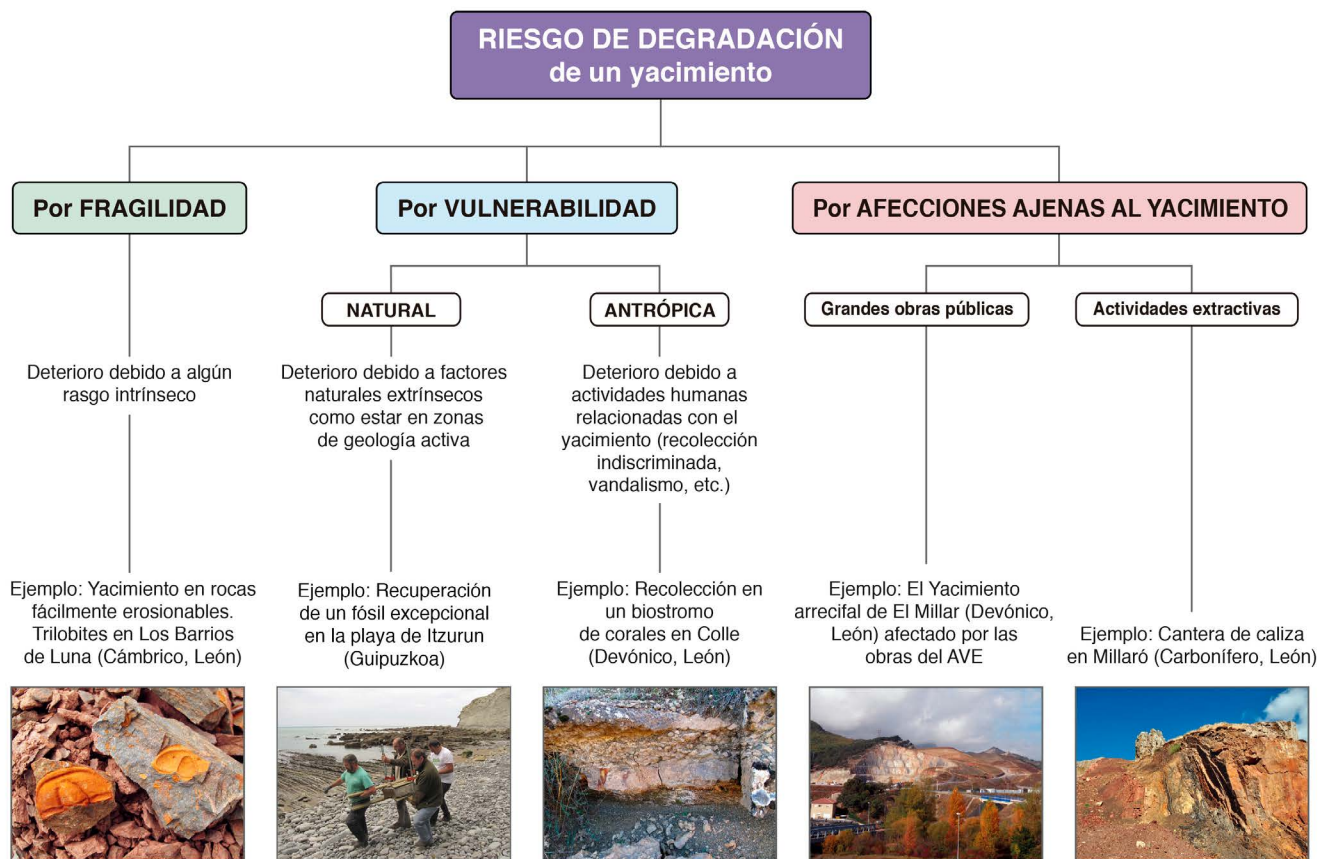 RIESGO DE DEGRADACIÓN
de un yacimiento
Por FRAGILIDAD
Por VULNERABILIDAD
Por AFECCIONES AJENAS AL YACIMIENTO
NATURAL
ANTRÓPICA
Grandes obras públicas
Actividades extractivas
Deterioro debido a algún
rasgo intrínseco
Deterioro debido a factores
naturales extrínsecos
como estar en zonas
de geología activa
Deterioro debido a
actividades humanas
relacionadas con el
yacimiento (recolección
indiscriminada,
vandalismo, etc.)
Ejemplo: Yacimiento en rocas
fácilmente erosionables.
Trilobites en Los Barrios
de Luna (Cámbrico, León)
Ejemplo: Recuperación
de un fósil excepcional
en la playa de Itzurun
(Guipuzkoa)
Ejemplo: Recolección en
un biostromo
de corales en Colle
(Devónico, León)
Ejemplo: El Yacimiento
arrecifal de El Millar (Devónico,
León) afectado por las
obras del AVE
Ejemplo: Cantera de caliza
en Millaró (Carbonífero, León)